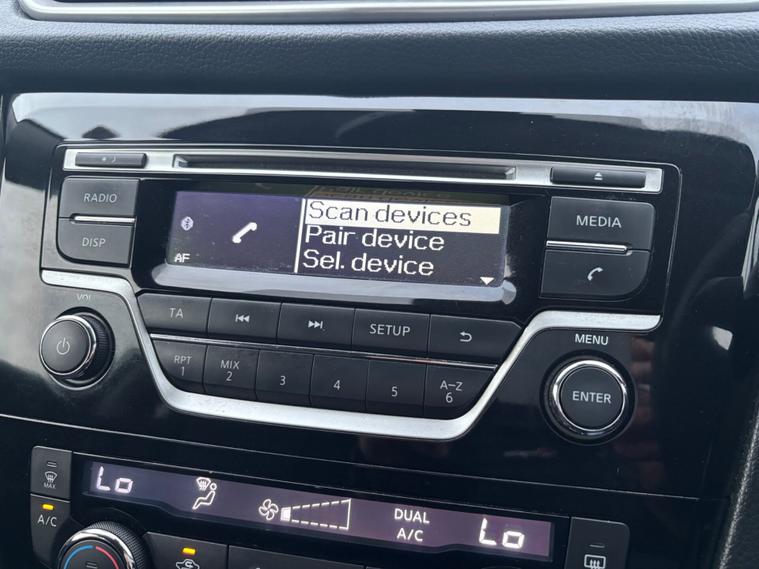 RADIO
DISP
Scan devices
Pair device
Sel. device
AF
MEDIA
VOL
TA
SETUP
MENU
RPT
1
MIX
2
3
4
5
A-Z
6
ENTER
MAX
A/C
Lo
DUAL
A/C
Lo